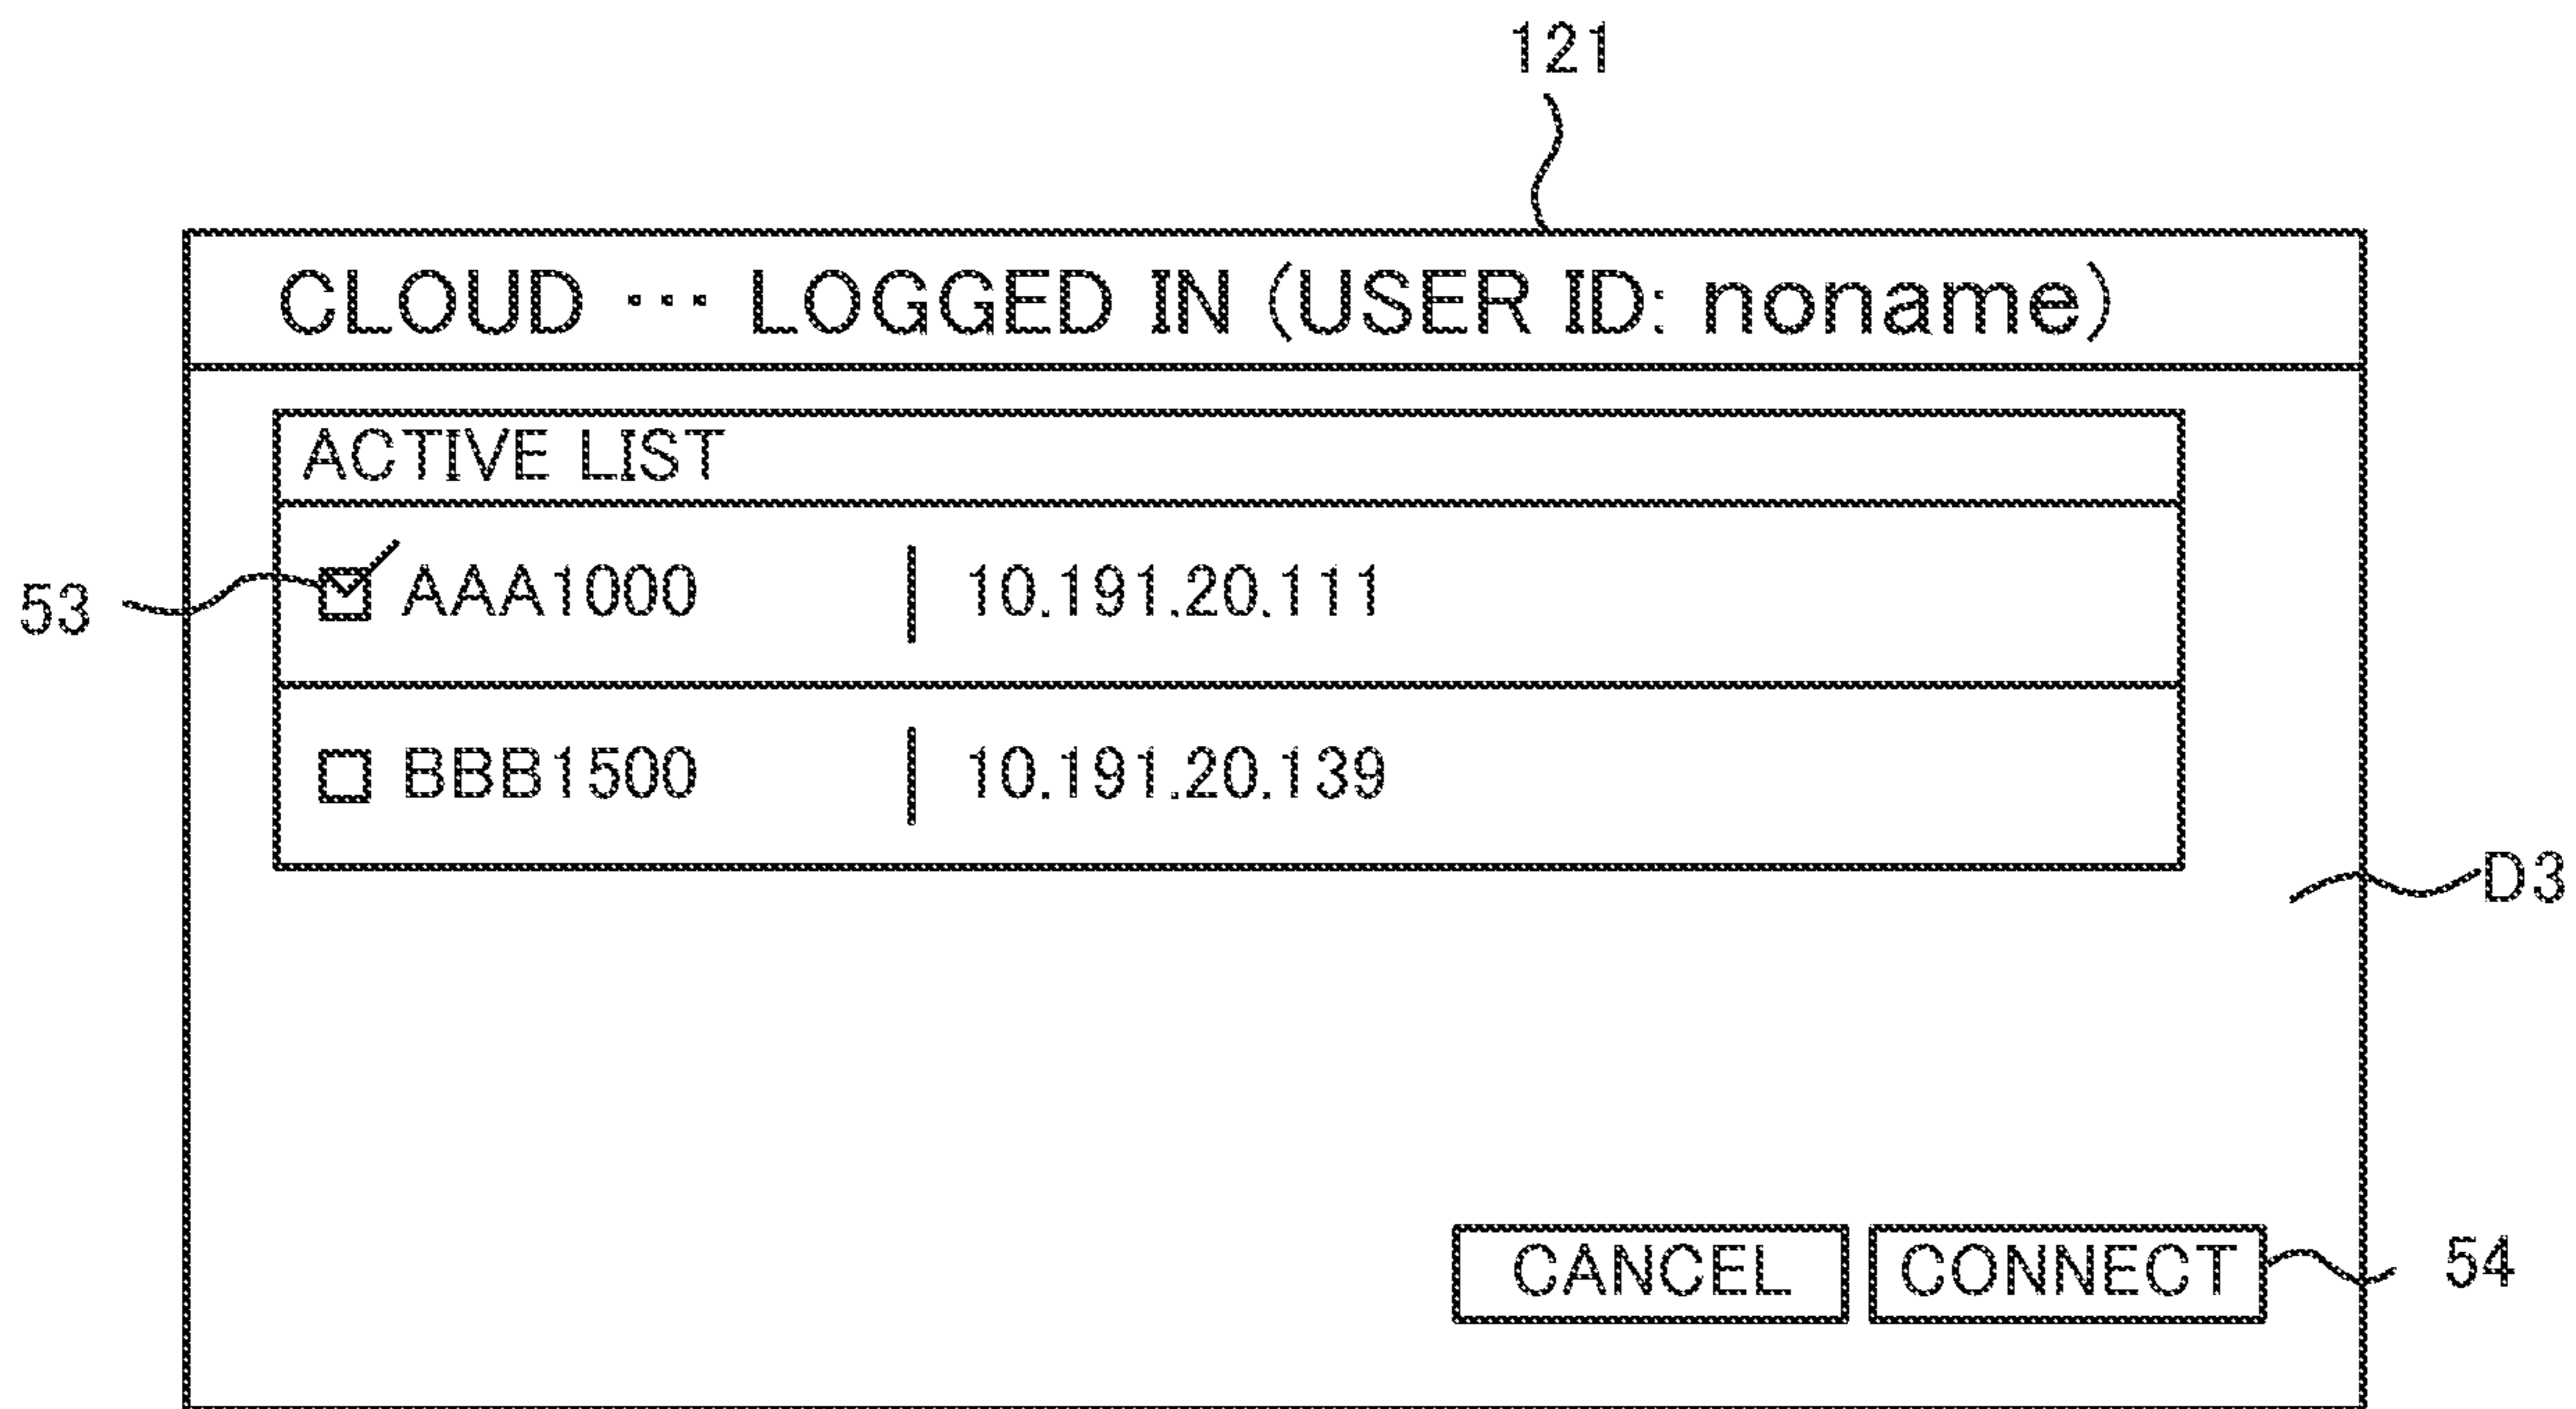 121
CLOUD ··· LOGGED IN (USER ID: noname)
ACTIVE LIST
53
AAA1000 | 10.191.20.111
BBB1500 | 10.191.20.139
D3
CANCEL CONNECT
54